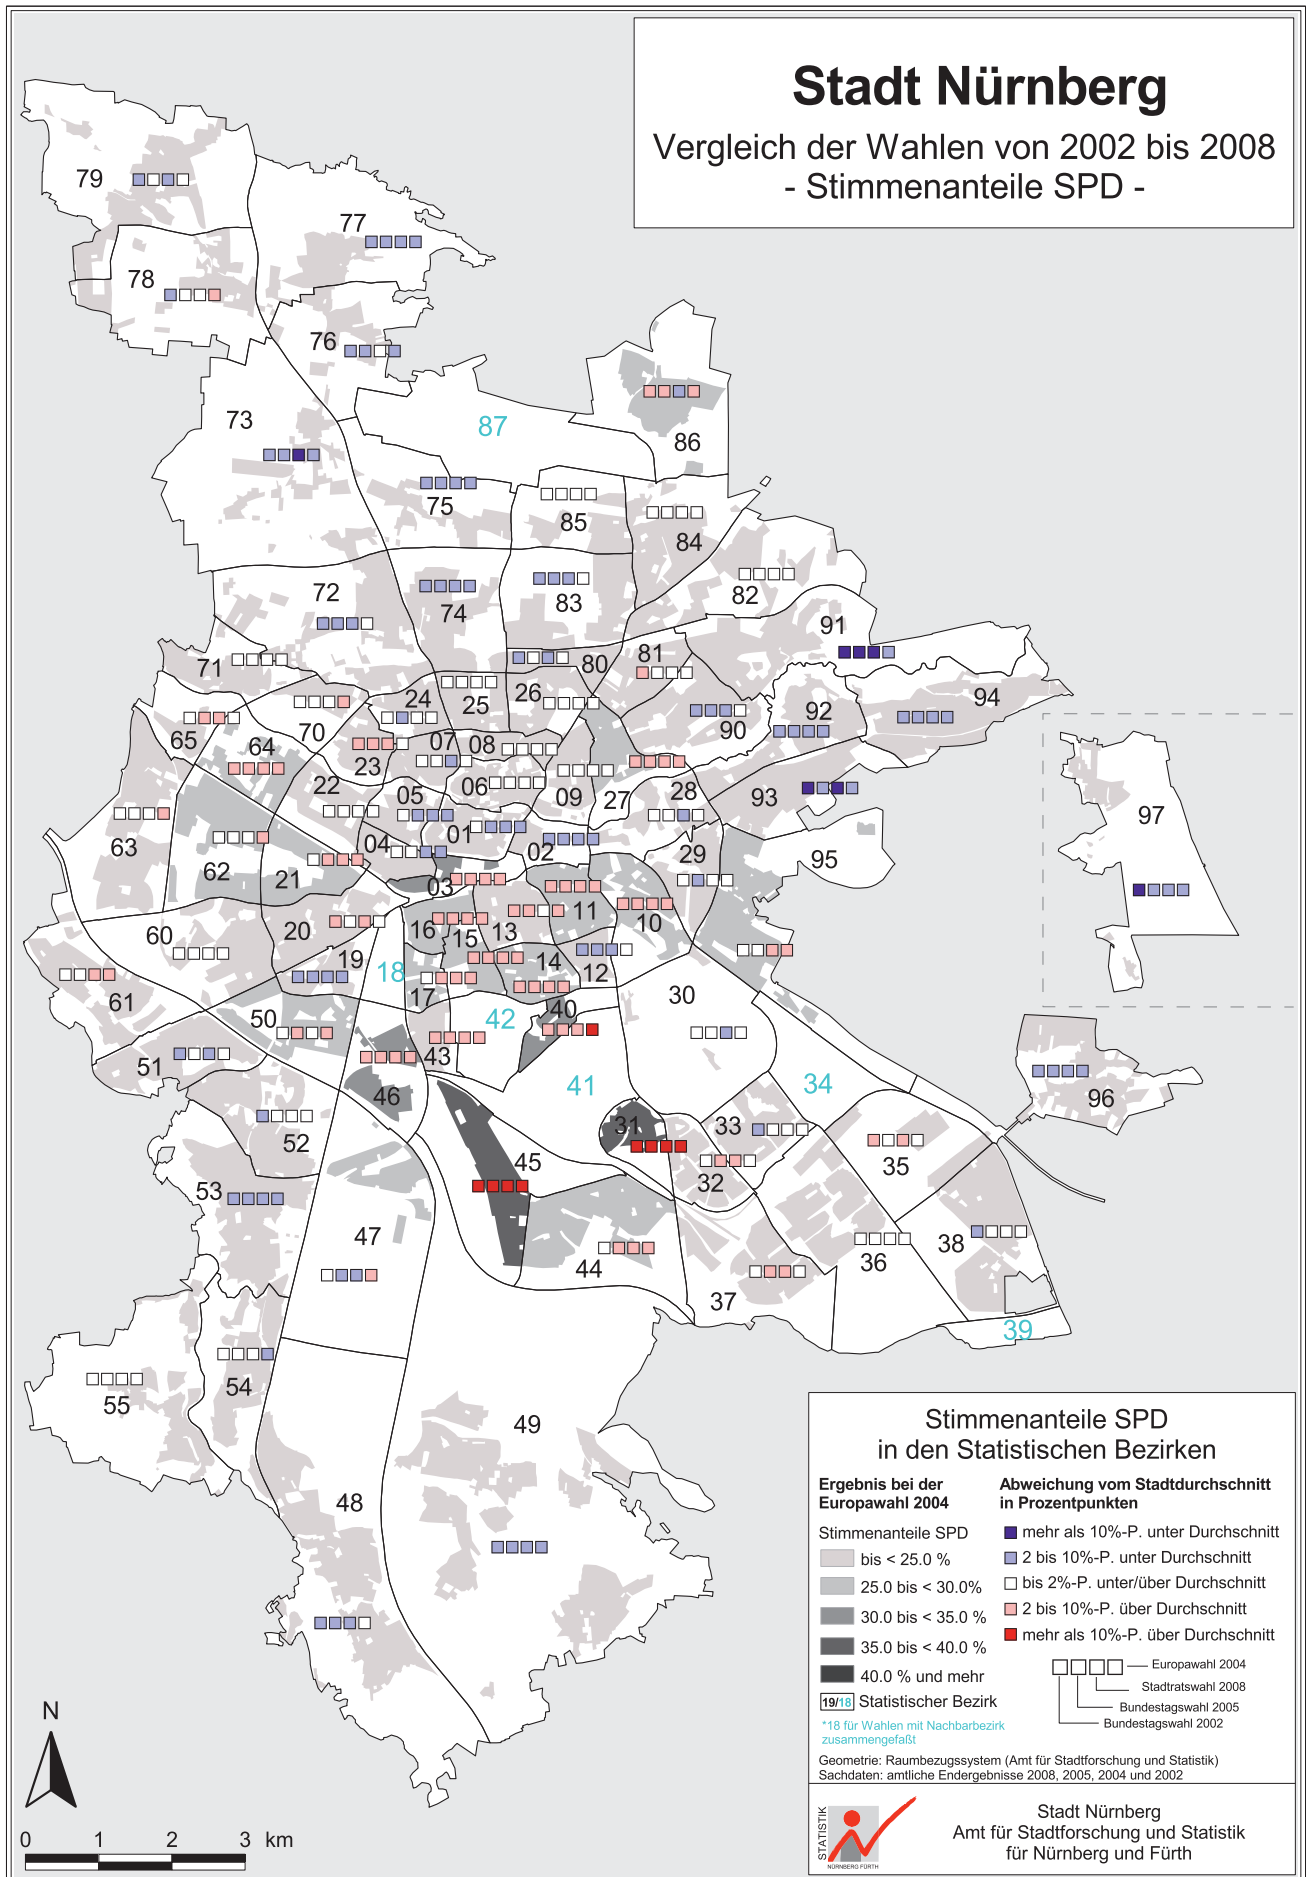 Stadt Nürnberg
Vergleich der Wahlen von 2002 bis 2008
- Stimmenanteile SPD -
79
77
78
76
73
87
86
75
85
84
82
72
74
83
91
71
80
81
94
24
25
26
92
65
64
70
90
07
08
23
22
05
06
09
27
28
93
97
63
04
01
02
29
95
62
21
03
16
15
13
11
10
60
20
19
18
14
12
61
17
30
50
42
40
51
43
41
34
46
96
52
31
33
35
45
32
53
47
44
36
38
37
39
54
55
49
48
Stimmenanteile SPD
in den Statistischen Bezirken
Ergebnis bei der
Europawahl 2004
Stimmenanteile SPD
bis < 25.0 %
25.0 bis < 30.0%
30.0 bis < 35.0 %
35.0 bis < 40.0 %
40.0 % und mehr
19/18 Statistischer Bezirk
*18 für Wahlen mit Nachbarbezirk
zusammengefaßt
Abweichung vom Stadtdurchschnitt
in Prozentpunkten
mehr als 10%-P. unter Durchschnitt
2 bis 10%-P. unter Durchschnitt
bis 2%-P. unter/über Durchschnitt
2 bis 10%-P. über Durchschnitt
mehr als 10%-P. über Durchschnitt
Europawahl 2004
Stadtratswahl 2008
Bundestagswahl 2005
Bundestagswahl 2002
Geometrie: Raumbezugssystem (Amt für Stadtforschung und Statistik)
Sachdaten: amtliche Endergebnisse 2008, 2005, 2004 und 2002
STATISTIK
NÜRNBERG FÜRTH
Stadt Nürnberg
Amt für Stadtforschung und Statistik
für Nürnberg und Fürth
N
0 1 2 3 km